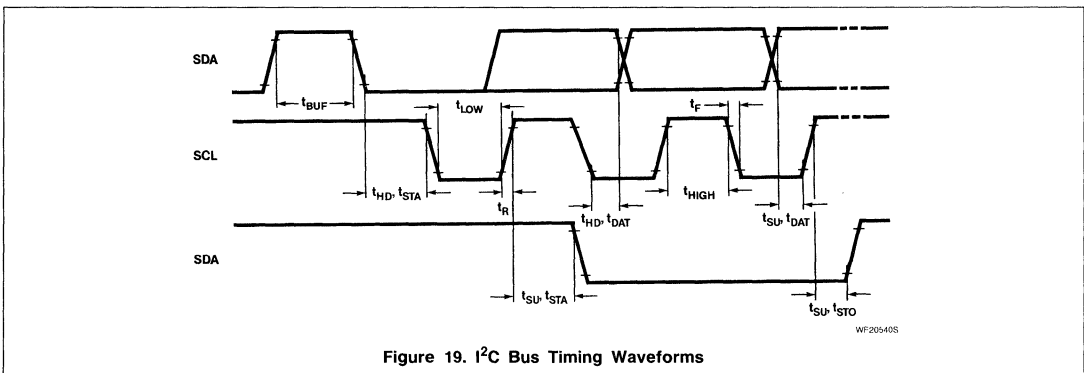 SDA
t_BUF
t_LOW
t_F
SCL
t_HD, t_STA
t_R
t_HD, t_DAT
t_HIGH
t_SU, t_DAT
SDA
t_SU, t_STA
t_SU, t_STO
WF20540S
Figure 19. I²C Bus Timing Waveforms